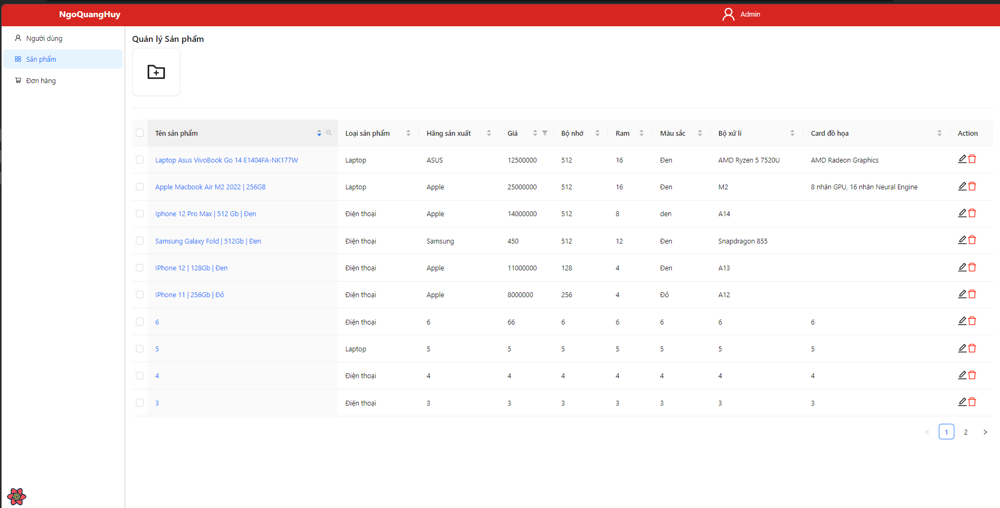 NgoQuangHuy Admin
Người dùng
Sản phẩm
Đơn hàng
Quản lý Sản phẩm
Tên sản phẩm Loại sản phẩm Hãng sản xuất Giá Bộ nhớ Ram Màu sắc Bộ xử lí Card đồ họa Action
Laptop Asus VivoBook Go 14 E1404FA-NK177W Laptop ASUS 12500000 512 16 Đen AMD Ryzen 5 7520U AMD Radeon Graphics
Apple Macbook Air M2 2022 | 256GB Laptop Apple 25000000 512 16 Đen M2 8 nhân GPU, 16 nhân Neural Engine
Iphone 12 Pro Max | 512 Gb | Đen Điện thoại Apple 14000000 512 8 den A14
Samsung Galaxy Fold | 512Gb | Đen Điện thoại Samsung 450 512 12 Đen Snapdragon 855
IPhone 12 | 128Gb | Đen Điện thoại Apple 11000000 128 4 Đen A13
IPhone 11 | 256Gb | Đỏ Điện thoại Apple 8000000 256 4 Đỏ A12
6 Điện thoại 6 66 6 6 6 6 6
5 Laptop 5 5 5 5 5 5 5
4 Điện thoại 4 4 4 4 4 4 4
3 Điện thoại 3 3 3 3 3 3 3
< 1 2 >